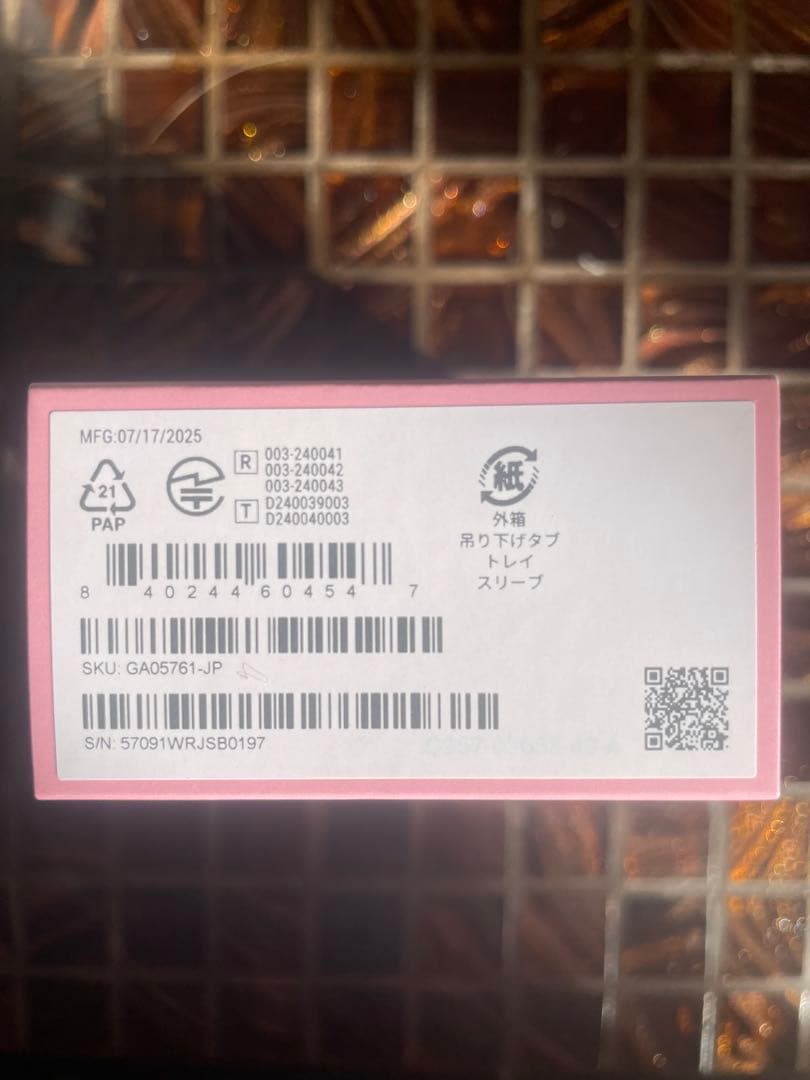 MFG:07/17/2025
21
PAP
R
003-240041
003-240042
003-240043
T
D240039003
D240040003
紙
外箱
吊り下げタブ
トレイ
スリーブ
8 40244 60454 7
SKU: GA05761-JP
S/N: 57091WRJSB0197